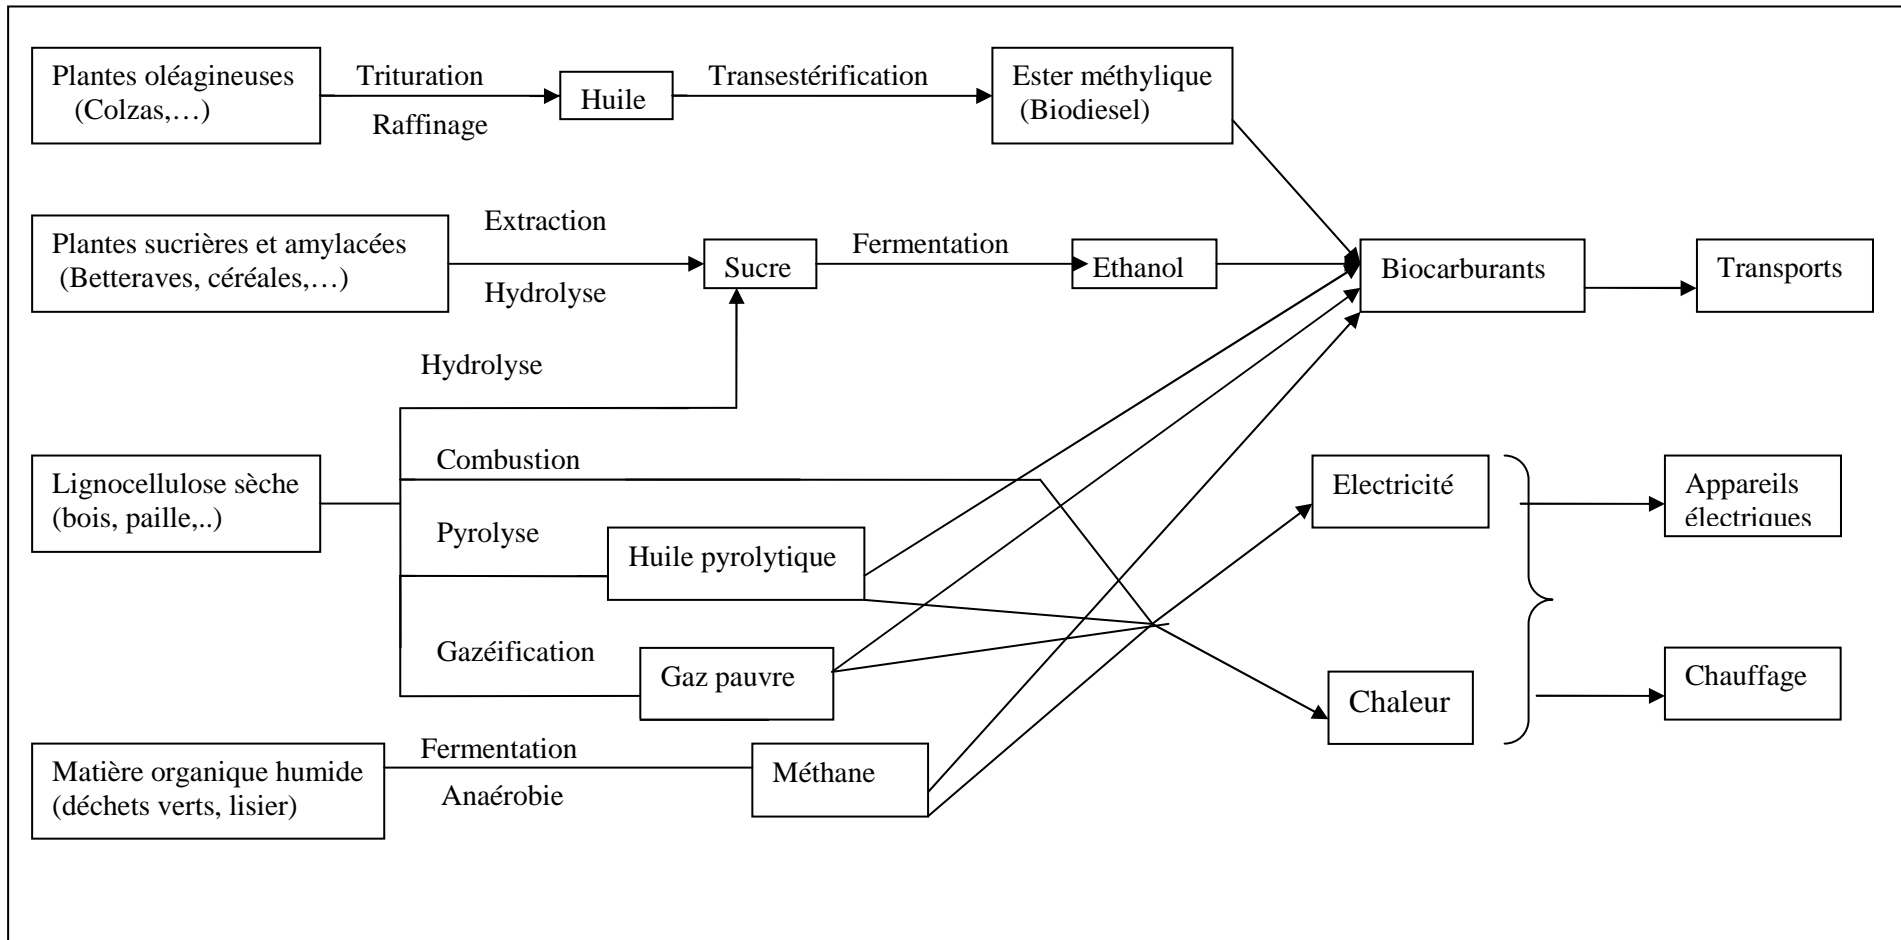 Plantes oléagineuses
(Colzas,…)
Trituration
Raffinage
Huile
Transestérification
Ester méthylique
(Biodiesel)
Plantes sucrières et amylacées
(Betteraves, céréales,…)
Extraction
Hydrolyse
Sucre
Fermentation
Ethanol
Biocarburants
Transports
Hydrolyse
Lignocellulose sèche
(bois, paille,..)
Combustion
Pyrolyse
Huile pyrolytique
Gazéification
Gaz pauvre
Electricité
Appareils
électriques
Chaleur
Chauffage
Matière organique humide
(déchets verts, lisier)
Fermentation
Anaérobie
Méthane